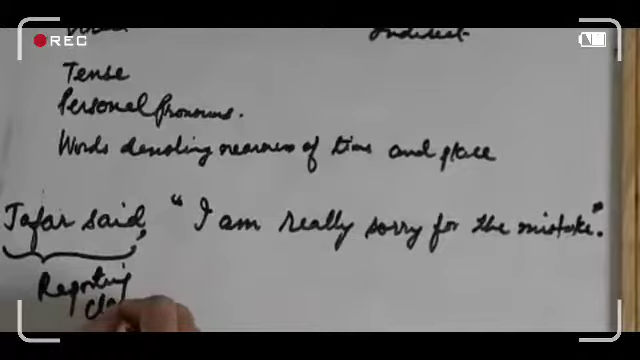 REC
Indirect
Tense
Personal Pronouns.
Words denoting nearness of time and place
Jafar said, “I am really sorry for the mistake”.
Reporting
Cla